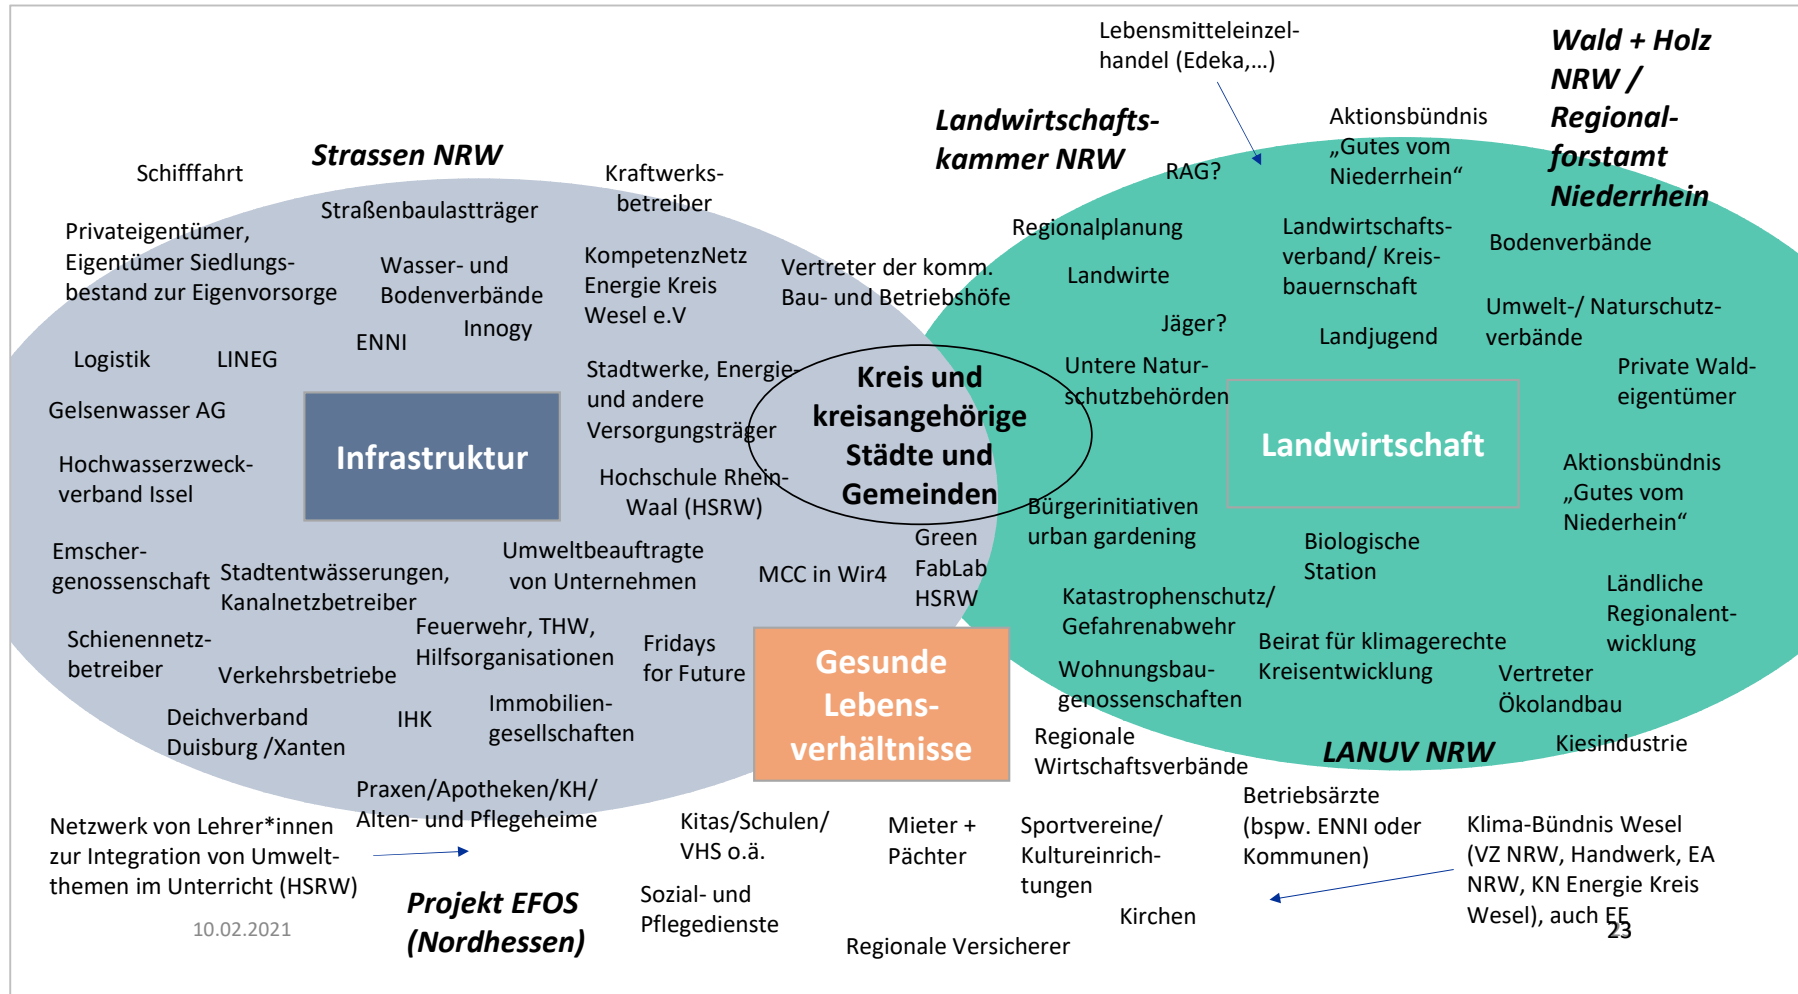 Lebensmitteleinzel-
handel (Edeka,...)
Wald + Holz
NRW /
Regional-
forstamt
Niederrhein
Landwirtschafts-
kammer NRW
Aktionsbündnis
„Gutes vom
Niederrhein“
Strassen NRW
Schifffahrt
Kraftwerks-
betreiber
RAG?
Straßenbaulastträger
Privateigentümer,
Eigentümer Siedlungs-
bestand zur Eigenvorsorge
Wasser- und
Bodenverbände
KompetenzNetz
Energie Kreis
Wesel e.V
Vertreter der komm.
Bau- und Betriebshöfe
Regionalplanung
Landwirte
Landwirtschafts-
verband/ Kreis-
bauernschaft
Bodenverbände
Innogy
ENNI
Jäger?
Landjugend
Umwelt-/ Naturschutz-
verbände
Logistik
LINEG
Stadtwerke, Energie-
und andere
Versorgungsträger
Kreis und
kreisangehörige
Städte und
Gemeinden
Untere Natur-
schutzbehörden
Private Wald-
eigentümer
Gelsenwasser AG
Infrastruktur
Landwirtschaft
Hochwasserzweck-
verband Issel
Hochschule Rhein-
Waal (HSRW)
Aktionsbündnis
„Gutes vom
Niederhein“
Bürgerinitiativen
urban gardening
Emscher-
genossenschaft
Stadtentwässerungen,
Kanalnetzbetreiber
Umweltbeauftragte
von Unternehmen
MCC in Wir4
Green
FabLab
HSRW
Biologische
Station
Katastrophenschutz/
Gefahrenabwehr
Ländliche
Regionalent-
wicklung
Schienennetz-
betreiber
Verkehrsbetriebe
Feuerwehr, THW,
Hilfsorganisationen
Fridays
for Future
Gesunde
Lebens-
verhältnisse
Beirat für klimagerechte
Kreisentwicklung
Wohnungsbau-
genossenschaften
Vertreter
Ökolandbau
Deichverband
Duisburg /Xanten
IHK
Immobilien-
gesellschaften
Regionale
Wirtschaftsverbände
LANUV NRW
Kiesindustrie
Praxen/Apotheken/KH/
Alten- und Pflegeheime
Netzwerk von Lehrer*innen
zur Integration von Umwelt-
themen im Unterricht (HSRW)
Kitas/Schulen/
VHS o.ä.
Mieter +
Pächter
Sportvereine/
Kultureinrich-
tungen
Betriebsärzte
(bspw. ENNI oder
Kommunen)
Klima-Bündnis Wesel
(VZ NRW, Handwerk, EA
NRW, KN Energie Kreis
Wesel), auch EE
Projekt EFOS
(Nordhessen)
Sozial- und
Pflegedienste
Kirchen
Regionale Versicherer
10.02.2021
23